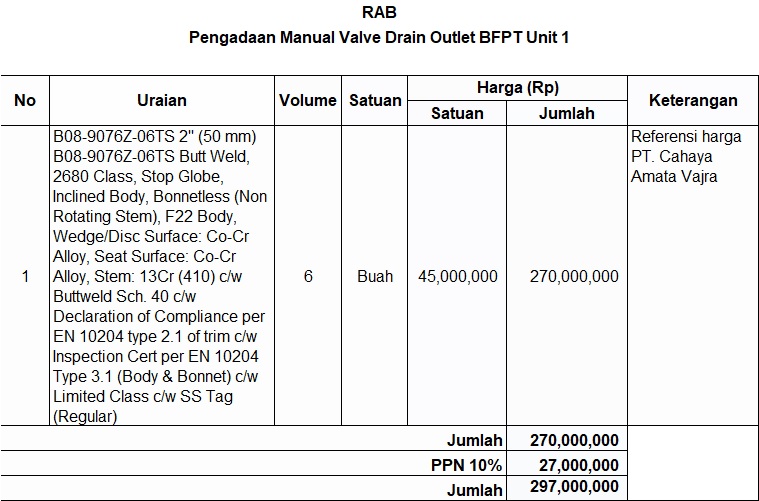 RAB
Pengadaan Manual Valve Drain Outlet BFPT Unit 1
No Uraian Volume Satuan Harga (Rp) Keterangan
Satuan Jumlah
B08-9076Z-06TS 2" (50 mm)
B08-9076Z-06TS Butt Weld,
2680 Class, Stop Globe,
Inclined Body, Bonnetless (Non
Rotating Stem), F22 Body,
Wedge/Disc Surface: Co-Cr
Alloy, Seat Surface: Co-Cr
1 Alloy, Stem: 13Cr (410) c/w 6 Buah 45,000,000 270,000,000
Buttweld Sch. 40 c/w
Declaration of Compliance per
EN 10204 type 2.1 of trim c/w
Inspection Cert per EN 10204
Type 3.1 (Body & Bonnet) c/w
Limited Class c/w SS Tag
(Regular)
Referensi harga
PT. Cahaya
Amata Vajra
Jumlah 270,000,000
PPN 10% 27,000,000
Jumlah 297,000,000